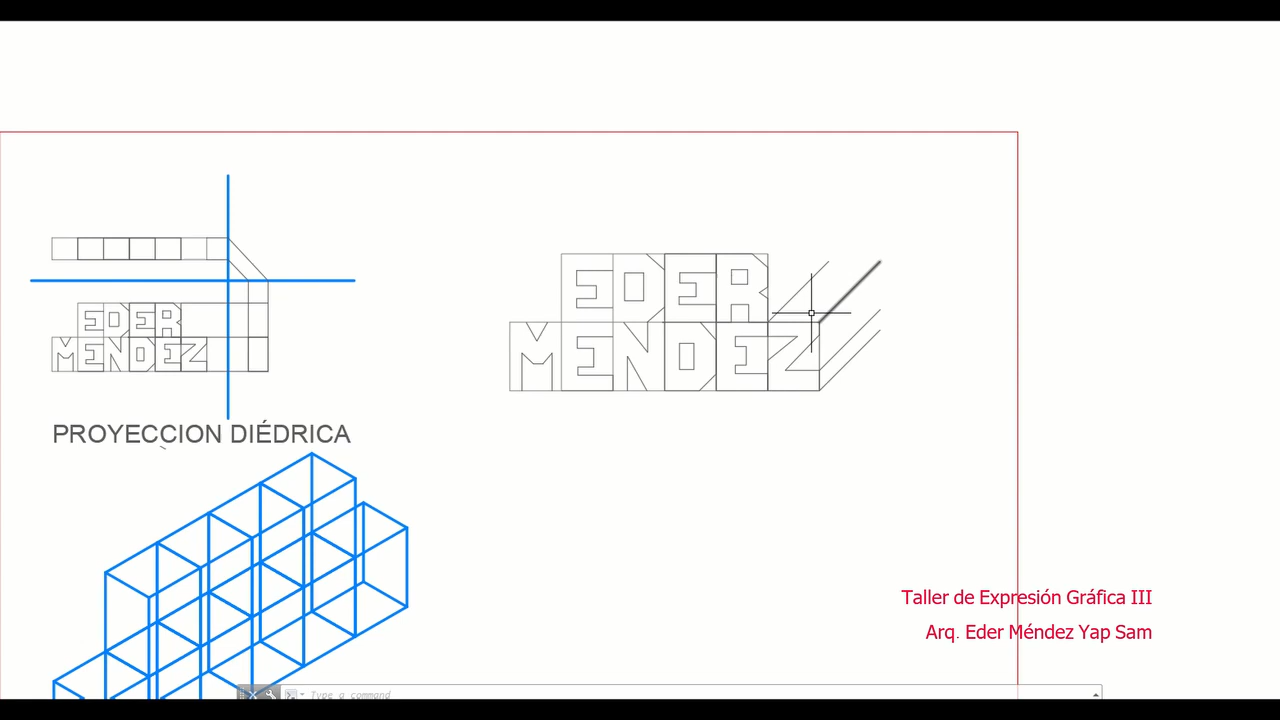 EDER
MENDEZ
PROYECCION DIÉDRICA
EDER
MENDEZ
Taller de Expresión Gráfica III
Arq. Eder Méndez Yap Sam
Type a command